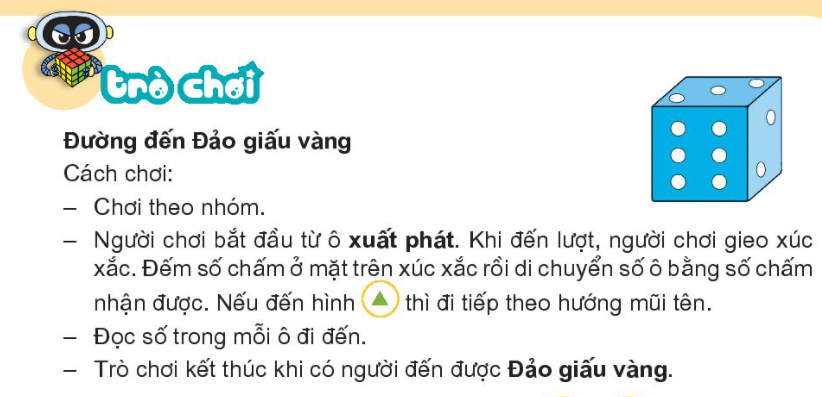 trò chơi
Đường đến Đảo giấu vàng
Cách chơi:
– Chơi theo nhóm.
– Người chơi bắt đầu từ ô xuất phát. Khi đến lượt, người chơi gieo xúc
xắc. Đếm số chấm ở mặt trên xúc xắc rồi di chuyển số ô bằng số chấm
nhận được. Nếu đến hình thì đi tiếp theo hướng mũi tên.
– Đọc số trong mỗi ô đi đến.
– Trò chơi kết thúc khi có người đến được Đảo giấu vàng.